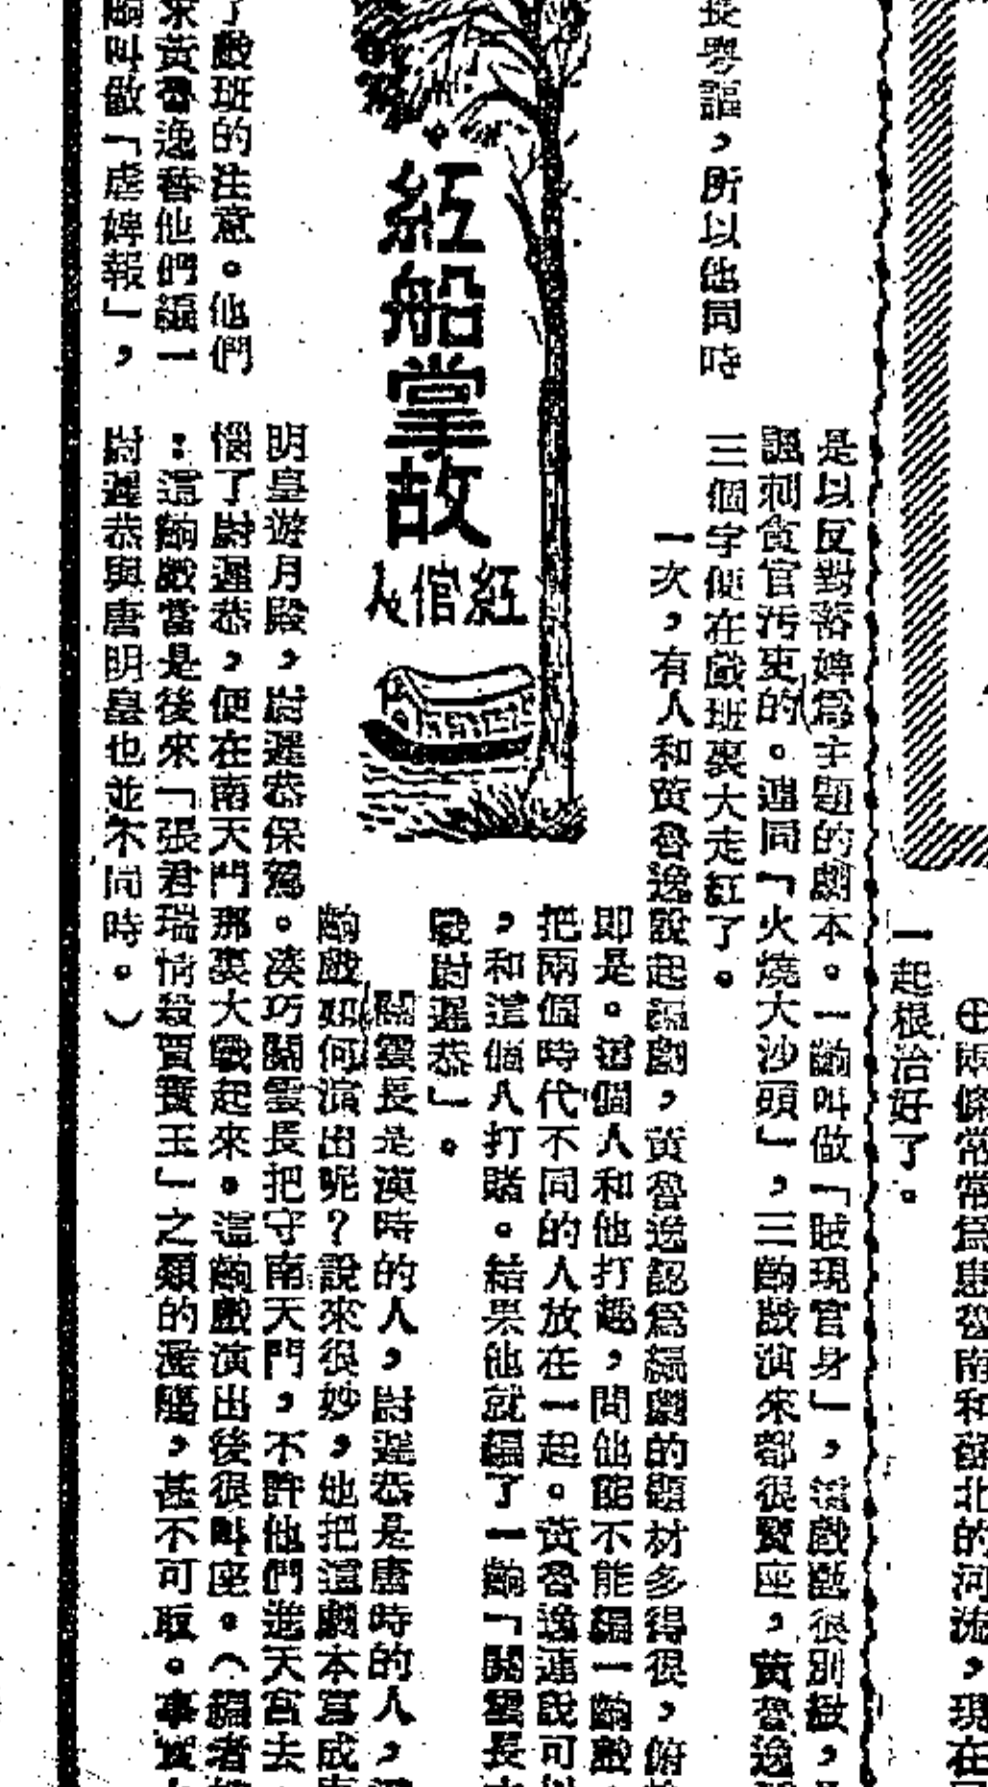 ⊕兩條常常爲患魯南和蘇北的河流，現在
一起根治好了。
長粤謳，所以他同時
是以反對蓄婢爲主題的劇本。一齣叫做「賊現官身」，這戲甑很別緻，
諷刺貪官污吏的。連同「火燒大沙頭」，三齣戲演來都很賣座，黃魯逸
三個字便在戲班裏大走紅了。
一次，有人和黃魯逸說起編劇，黃魯逸認爲編劇的題材多得很，俯
即是。這個人和他打趣，問他能不能編一齣戲，
把兩個時代不同的人放在一起。黃魯逸連說可以
，和這個人打賭。結果他就編了一齣「關雲長
戰尉遲恭」。
紅船掌故
紅倌人
關雲長是漢時的人，尉遲恭是唐時的人，
齣戲如何演出呢？說來很妙，他把這劇本寫成
明皇遊月殿，尉遲恭保駕。湊巧關雲長把守南天門，不許他們進天宮去，
惱了尉遲恭，便在南天門那裏大戰起來。這齣戲演出後很叫座。（編者
：這齣戲當是後來「張君瑞情殺賈寶玉」之類的濫觴，甚不可取。事實
尉遲恭與唐明皇也並不同時。）
了戲班的注意。他們
來黃魯逸替他們編一
齣叫做「虐婢報」，